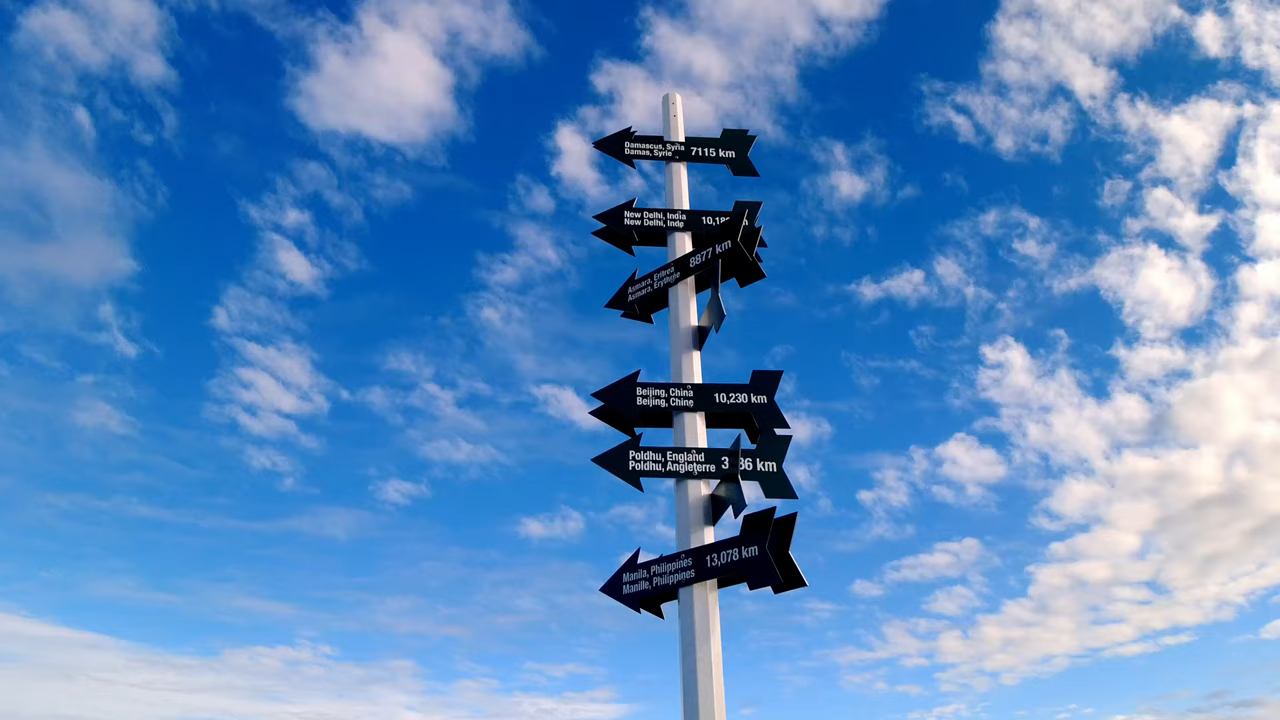 Damascus, Syria
Damas, Syrie 7115 km
New Delhi, India
New Delhi, Inde
8877 km
Asmara, Eritrea
Asmara, Érythrée
Beijing, China
Beijing, Chine 10,230 km
Poldhu, England
Poldhu, Angleterre km
Manila, Philippines
Manille, Philippines 13,078 km